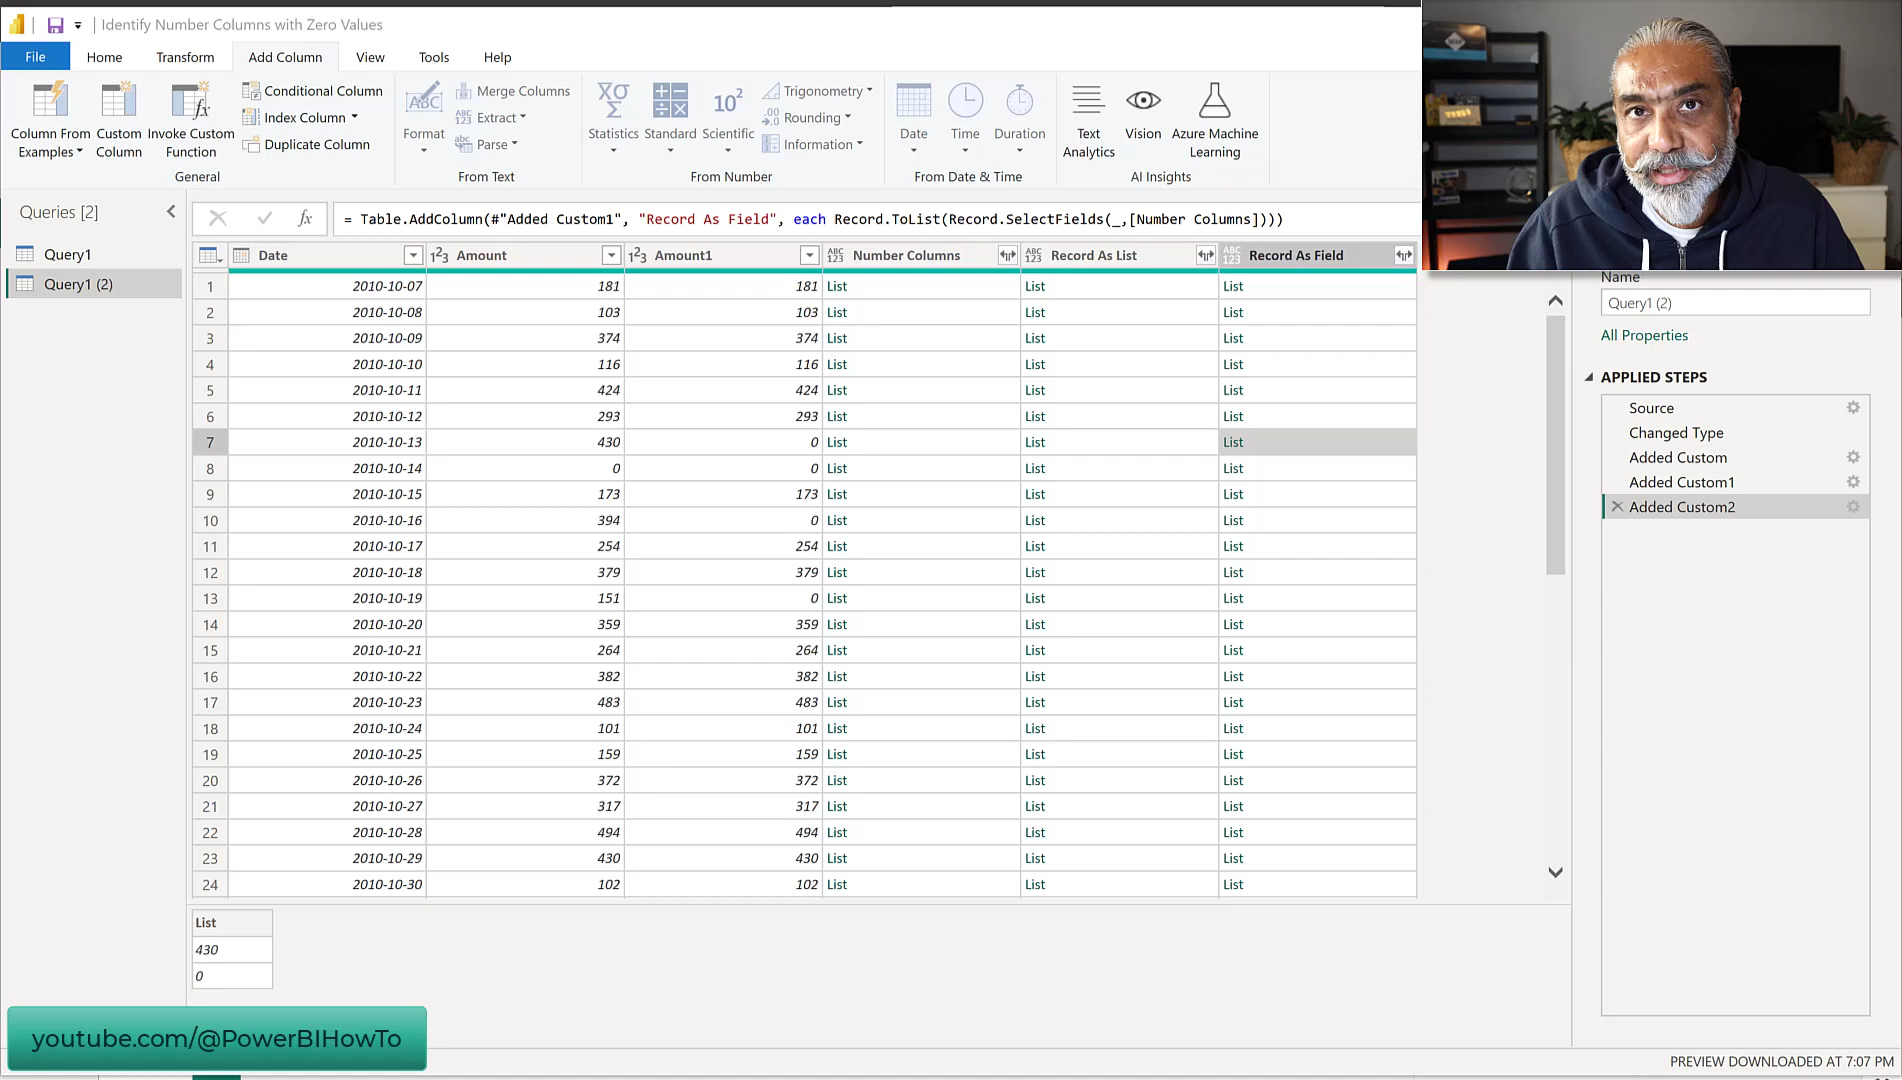 Identify Number Columns with Zero Values
File Home Transform Add Column View Tools Help
Column From Examples
Custom Column
Invoke Custom Function
Conditional Column
Index Column
Duplicate Column
General
ABC
Format
Merge Columns
ABC 123 Extract
abc Parse
From Text
XO Σ
Statistics
Standard
10² Scientific
Trigonometry
.00 Rounding
Information
From Number
Date
Time
Duration
From Date & Time
Text Analytics
Vision
Azure Machine Learning
AI Insights
Queries [2]
Query1
Query1 (2)
fx = Table.AddColumn(#"Added Custom1", "Record As Field", each Record.ToList(Record.SelectFields(_,[Number Columns])))
Date 1²3 Amount 1²3 Amount1 ABC 123 Number Columns ABC 123 Record As List ABC 123 Record As Field
1 2010-10-07 181 181 List List List
2 2010-10-08 103 103 List List List
3 2010-10-09 374 374 List List List
4 2010-10-10 116 116 List List List
5 2010-10-11 424 424 List List List
6 2010-10-12 293 293 List List List
7 2010-10-13 430 0 List List List
8 2010-10-14 0 0 List List List
9 2010-10-15 173 173 List List List
10 2010-10-16 394 0 List List List
11 2010-10-17 254 254 List List List
12 2010-10-18 379 379 List List List
13 2010-10-19 151 0 List List List
14 2010-10-20 359 359 List List List
15 2010-10-21 264 264 List List List
16 2010-10-22 382 382 List List List
17 2010-10-23 483 483 List List List
18 2010-10-24 101 101 List List List
19 2010-10-25 159 159 List List List
20 2010-10-26 372 372 List List List
21 2010-10-27 317 317 List List List
22 2010-10-28 494 494 List List List
23 2010-10-29 430 430 List List List
24 2010-10-30 102 102 List List List
List
430
0
Name
Query1 (2)
All Properties
APPLIED STEPS
Source
Changed Type
Added Custom
Added Custom1
Added Custom2
youtube.com/@PowerBIHowTo
PREVIEW DOWNLOADED AT 7:07 PM